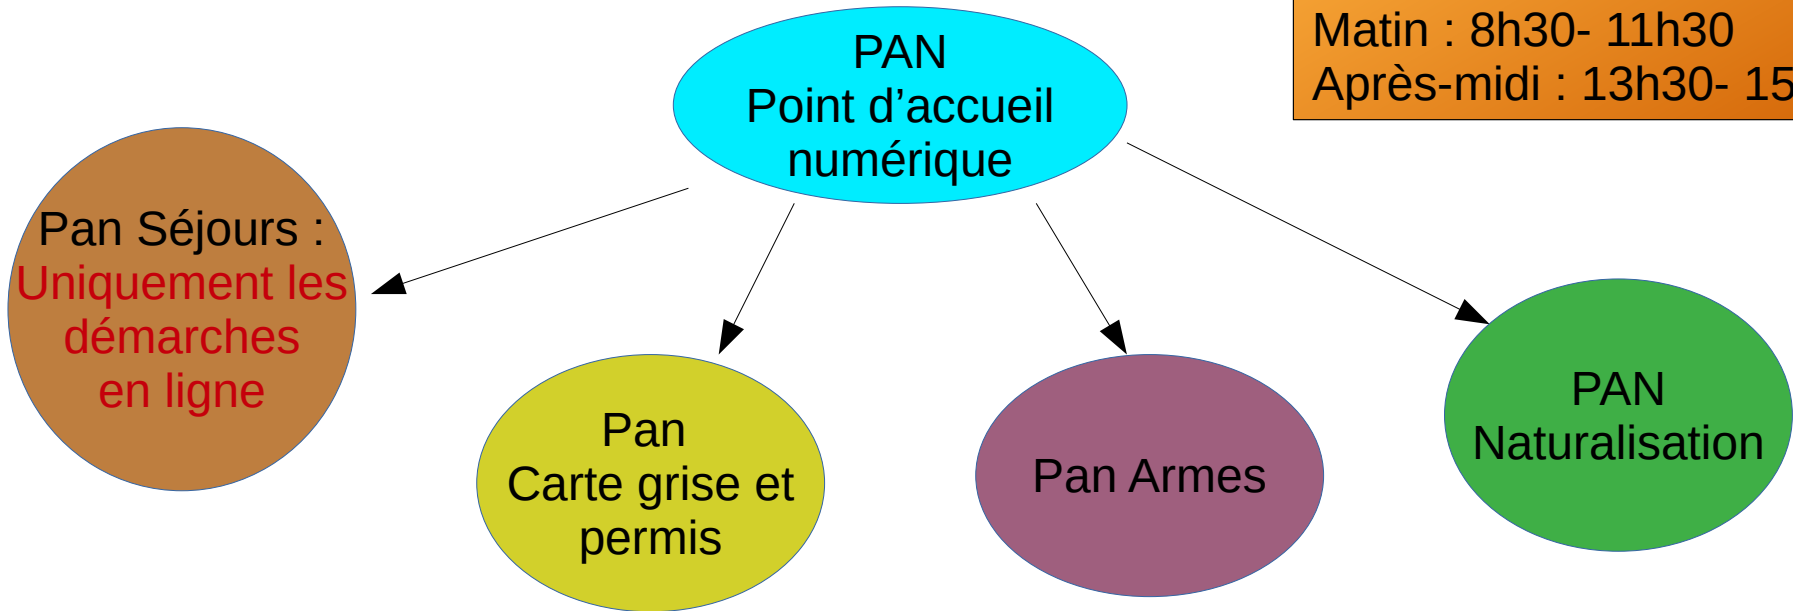 PAN
Point d’accueil
numérique
Matin : 8h30- 11h30
Après-midi : 13h30- 15
Pan Séjours :
Uniquement les
démarches
en ligne
Pan
Carte grise et
permis
Pan Armes
PAN
Naturalisation